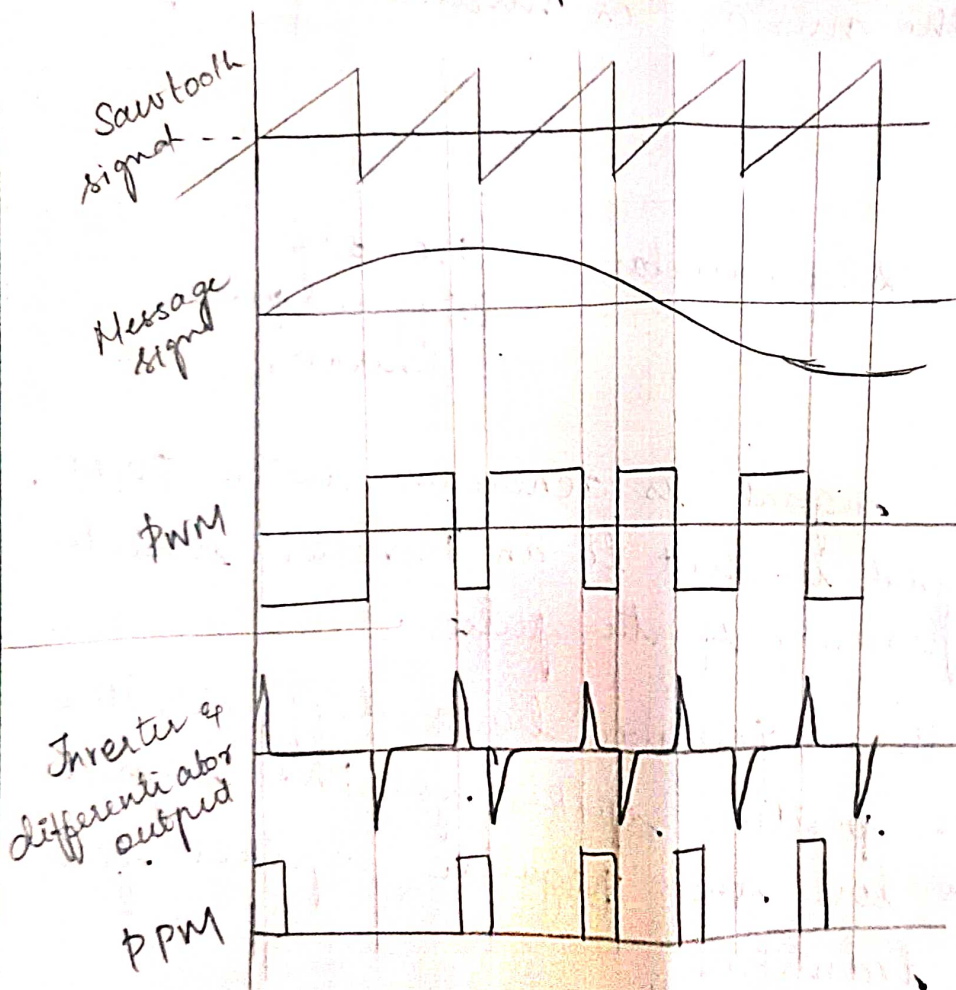 Sawtooth
signal
Message
signal
PWM
Inverter &
differentiator
output
PPM